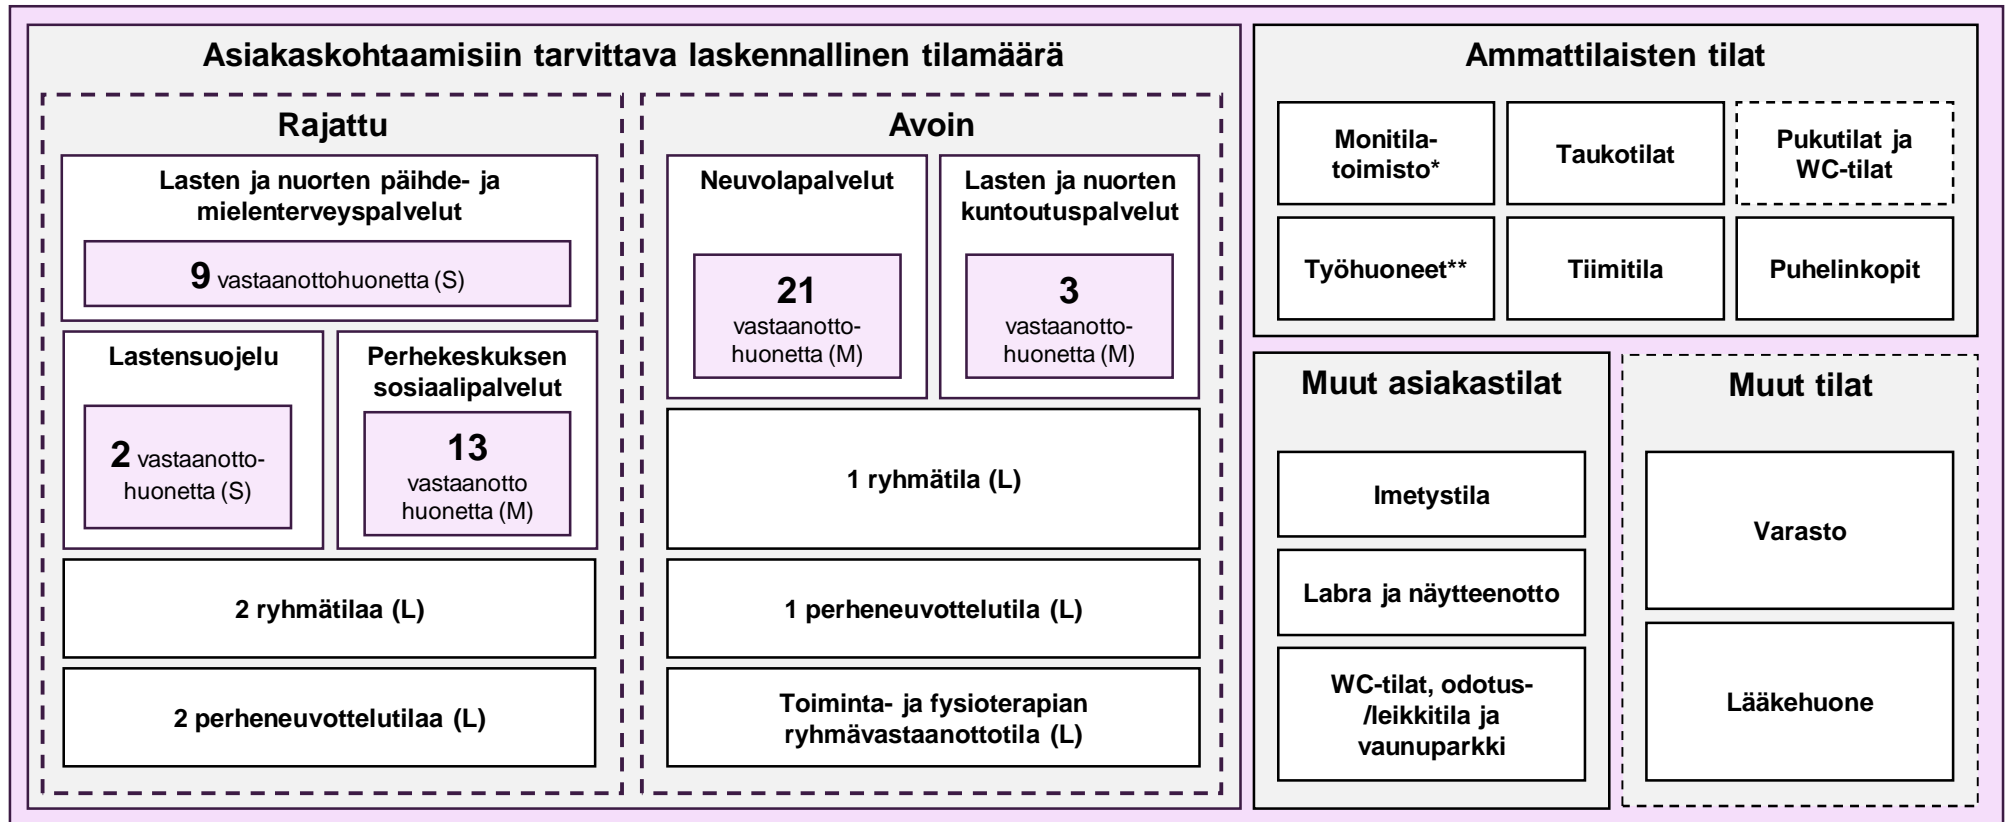 Asiakaskohtaamisiin tarvittava laskennallinen tilamäärä
Rajattu
Lasten ja nuorten päihde- ja
mielenterveyspalvelut
9 vastaanottohuonetta (S)
Lastensuojelu
2 vastaanotto-
huonetta (S)
Perhekeskuksen
sosiaalipalvelut
13
vastaanotto
huonetta (M)
2 ryhmätilaa (L)
2 perheneuvottelutilaa (L)
Avoin
Neuvolapalvelut
21
vastaanotto-
huonetta (M)
Lasten ja nuorten
kuntoutuspalvelut
3
vastaanotto-
huonetta (M)
1 ryhmätila (L)
1 perheneuvottelutila (L)
Toiminta- ja fysioterapian
ryhmävastaanottotila (L)
Ammattilaisten tilat
Monitila-
toimisto*
Taukotilat
Pukutilat ja
WC-tilat
Työhuoneet**
Tiimitila
Puhelinkopit
Muut asiakastilat
Imetystila
Labra ja näytteenotto
WC-tilat, odotus-
/leikkitila ja
vaunuparkki
Muut tilat
Varasto
Lääkehuone